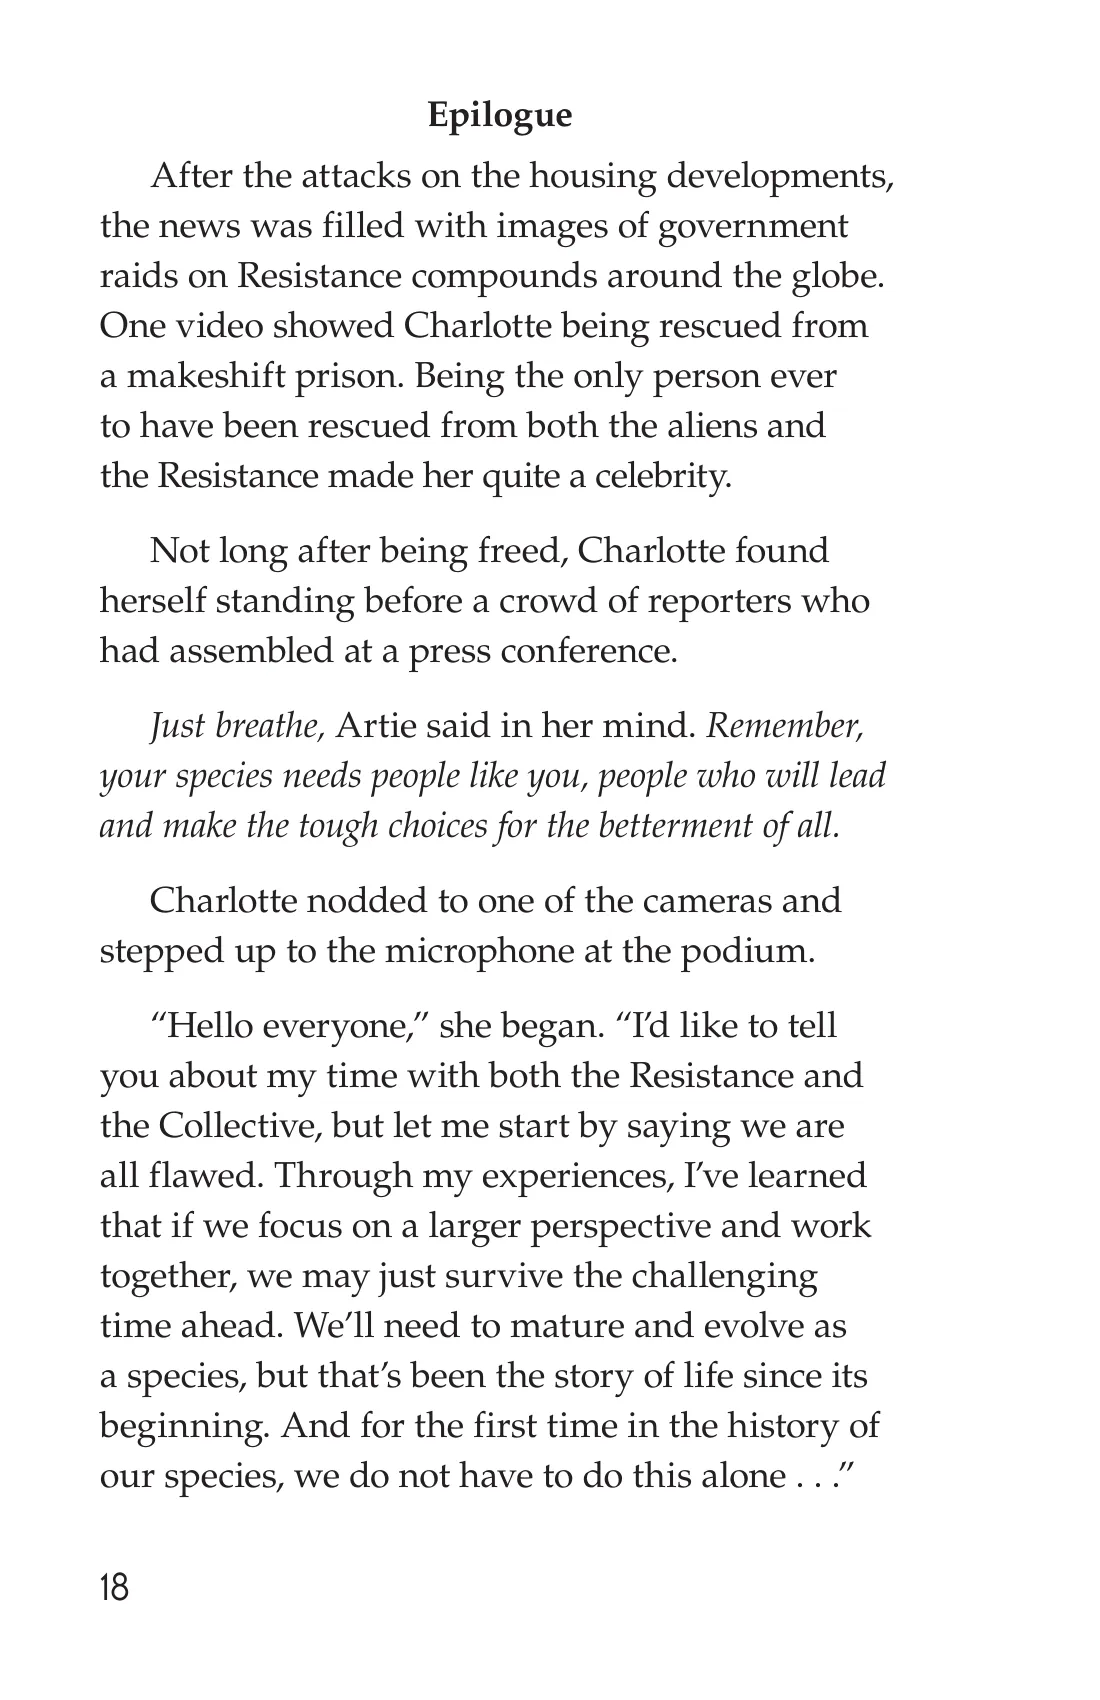 Epilogue
After the attacks on the housing developments,
the news was filled with images of government
raids on Resistance compounds around the globe.
One video showed Charlotte being rescued from
a makeshift prison. Being the only person ever
to have been rescued from both the aliens and
the Resistance made her quite a celebrity.
Not long after being freed, Charlotte found
herself standing before a crowd of reporters who
had assembled at a press conference.
Just breathe, Artie said in her mind. Remember,
your species needs people like you, people who will lead
and make the tough choices for the betterment of all.
Charlotte nodded to one of the cameras and
stepped up to the microphone at the podium.
“Hello everyone,” she began. “I’d like to tell
you about my time with both the Resistance and
the Collective, but let me start by saying we are
all flawed. Through my experiences, I’ve learned
that if we focus on a larger perspective and work
together, we may just survive the challenging
time ahead. We’ll need to mature and evolve as
a species, but that’s been the story of life since its
beginning. And for the first time in the history of
our species, we do not have to do this alone . . .”
18